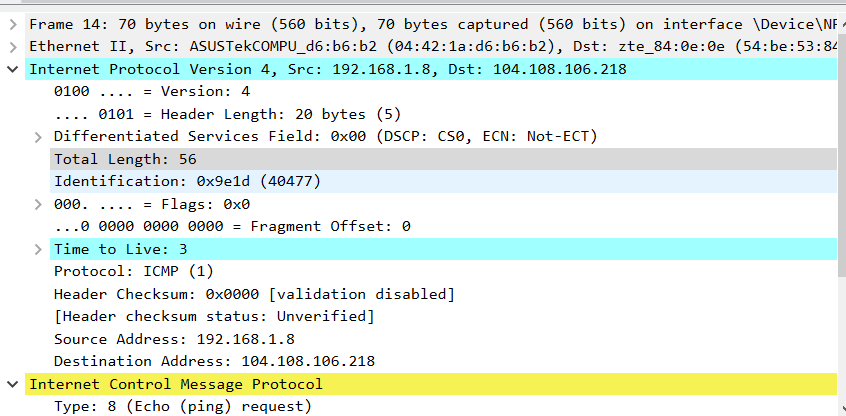 Frame 14: 70 bytes on wire (560 bits), 70 bytes captured (560 bits) on interface \Device\NP
Ethernet II, Src: ASUSTekCOMPU_d6:b6:b2 (04:42:1a:d6:b6:b2), Dst: zte_84:0e:0e (54:be:53:84
Internet Protocol Version 4, Src: 192.168.1.8, Dst: 104.108.106.218
0100 .... = Version: 4
.... 0101 = Header Length: 20 bytes (5)
Differentiated Services Field: 0x00 (DSCP: CS0, ECN: Not-ECT)
Total Length: 56
Identification: 0x9e1d (40477)
000. .... = Flags: 0x0
...0 0000 0000 0000 = Fragment Offset: 0
Time to Live: 3
Protocol: ICMP (1)
Header Checksum: 0x0000 [validation disabled]
[Header checksum status: Unverified]
Source Address: 192.168.1.8
Destination Address: 104.108.106.218
Internet Control Message Protocol
Type: 8 (Echo (ping) request)